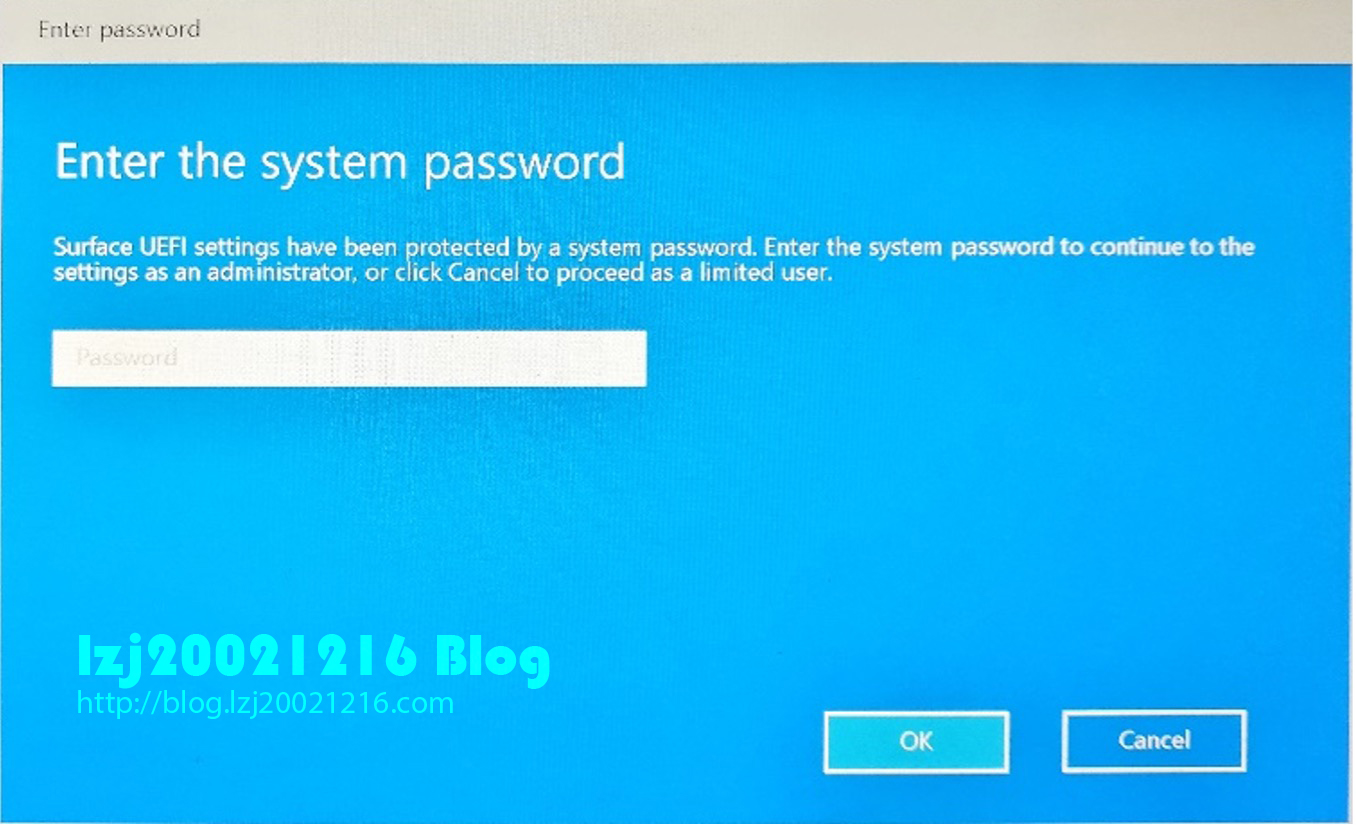 Enter password
Enter the system password
Surface UEFI settings have been protected by a system password. Enter the system password to continue to the
settings as an administrator, or click Cancel to proceed as a limited user.
Password
lzj20021216 Blog
http://blog.lzj20021216.com
OK
Cancel